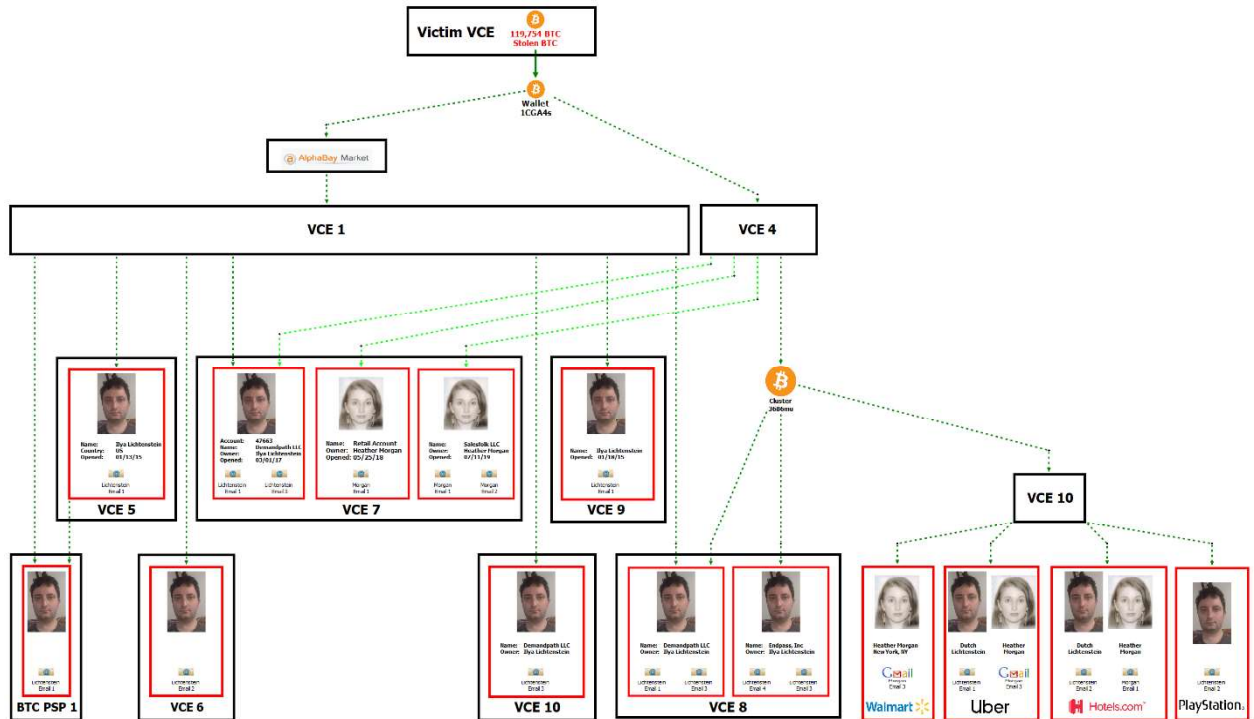 Victim VCE
119,754 BTC
Stolen BTC
Wallet
1CGA4s
AlphaBay Market
VCE 1
VCE 4
Name: Ilya Lichtenstein
Country: US
Opened: 01/13/15
Lichtenstein
Email 1
VCE 5
Account: 47663
Name: Demandpath LLC
Owner: Ilya Lichtenstein
Opened: 03/01/17
Lichtenstein
Email 1
Lichtenstein
Email 3
Name: Retail Account
Owner: Heather Morgan
Opened: 05/25/18
Morgan
Email 1
Name: Salesfolk LLC
Owner: Heather Morgan
Opened: 07/11/19
Morgan
Email 1
Morgan
Email 2
VCE 7
Name: Ilya Lichtenstein
Opened: 01/18/15
Lichtenstein
Email 1
VCE 9
Cluster
36B6mu
VCE 10
Lichtenstein
Email 1
BTC PSP 1
Lichtenstein
Email 2
VCE 6
Name: Demandpath LLC
Owner: Ilya Lichtenstein
Lichtenstein
Email 3
VCE 10
Name: Demandpath LLC
Owner: Ilya Lichtenstein
Lichtenstein
Email 1
Lichtenstein
Email 3
Name: Endpass, Inc
Owner: Ilya Lichtenstein
Lichtenstein
Email 4
Lichtenstein
Email 3
VCE 8
Heather Morgan
New York, NY
Gmail
Morgan
Email 3
Walmart
Dutch
Lichtenstein
Heather
Morgan
Lichtenstein
Email 1
Gmail
Morgan
Email 3
Uber
Dutch
Lichtenstein
Heather
Morgan
Lichtenstein
Email 2
Morgan
Email 1
Hotels.com
Lichtenstein
Email 2
PlayStation